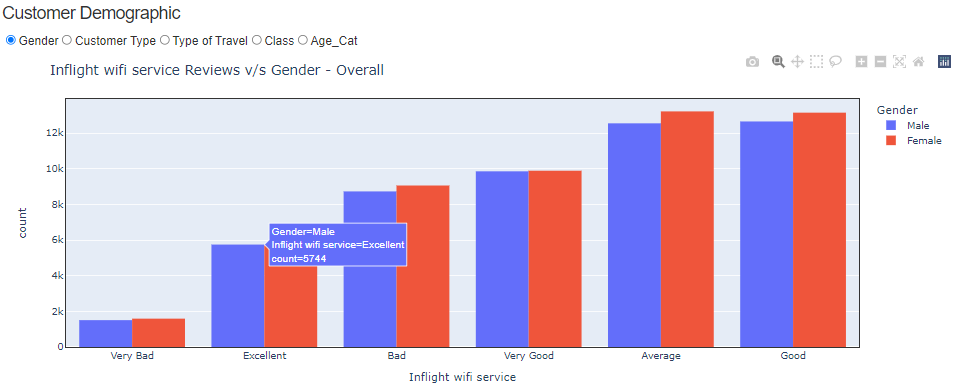 Customer Demographic
Gender Customer Type Type of Travel Class Age_Cat
Inflight wifi service Reviews v/s Gender - Overall
Gender
Male
Female
12k
10k
8k
6k
4k
2k
0
count
Gender=Male
Inflight wifi service=Excellent
count=5744
Very Bad Excellent Bad Very Good Average Good
Inflight wifi service